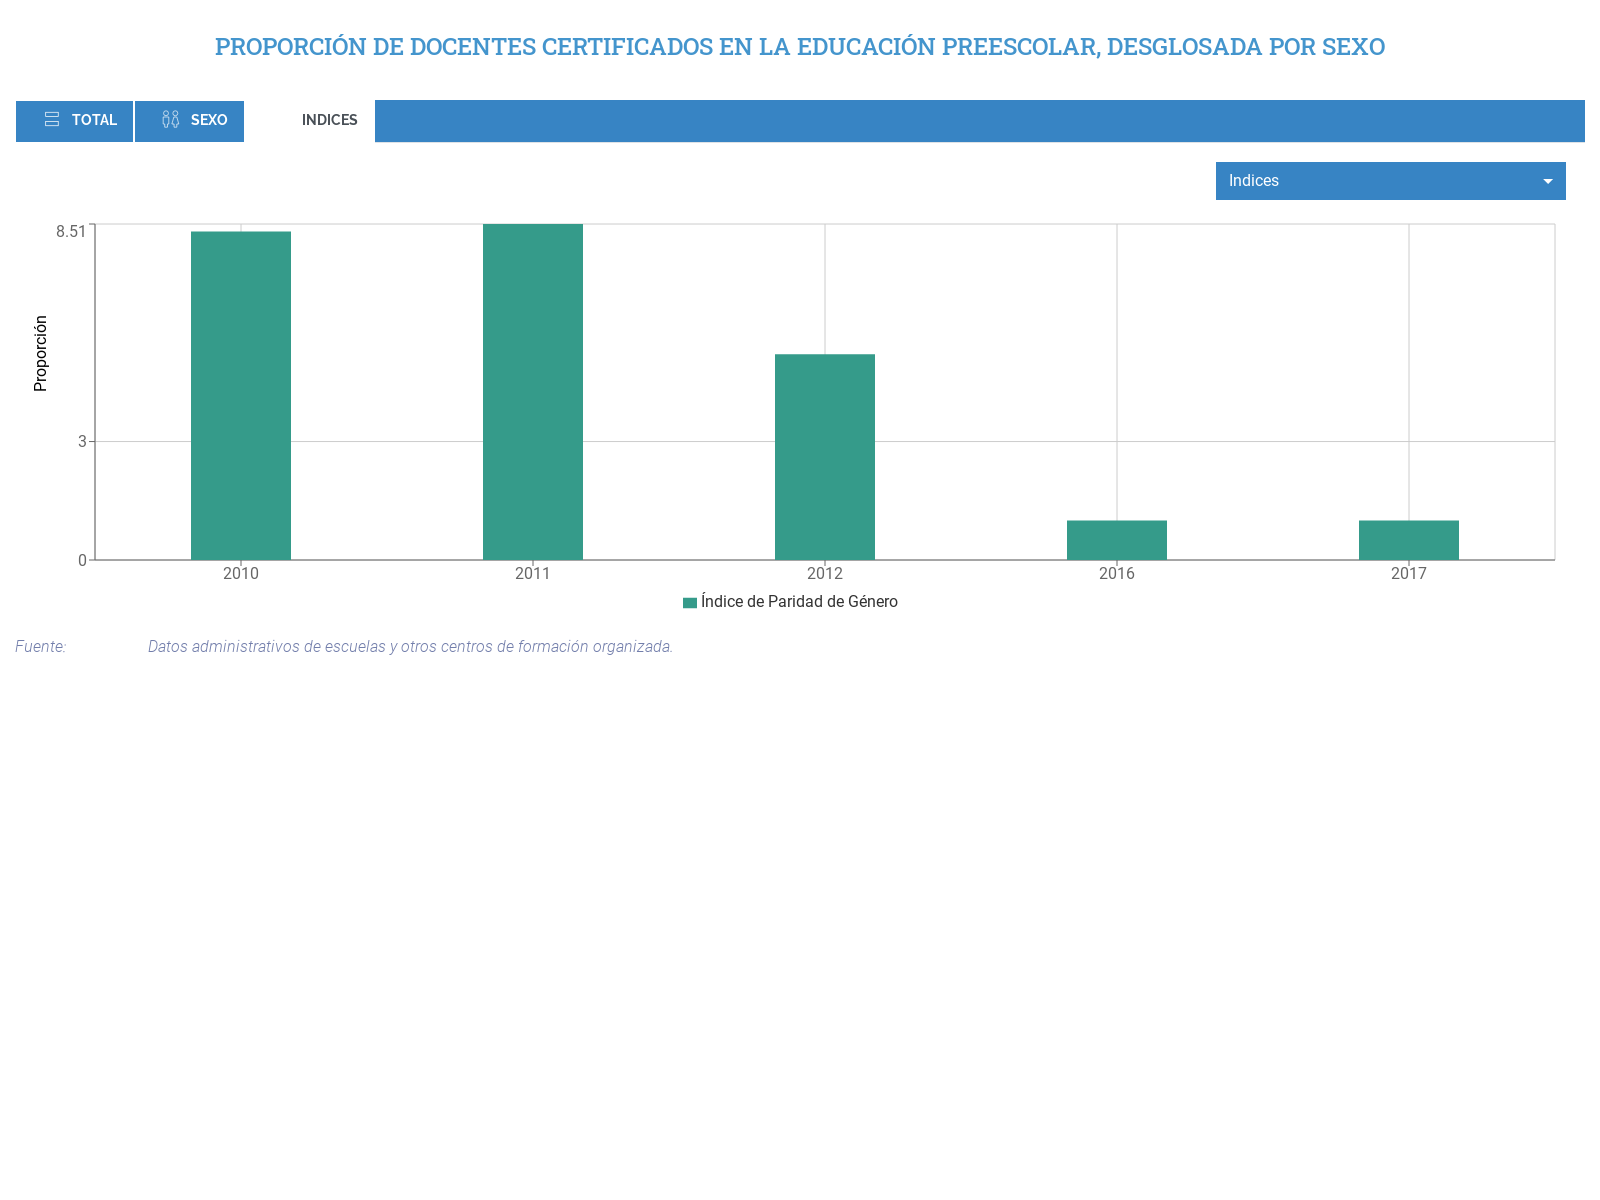 PROPORCIÓN DE DOCENTES CERTIFICADOS EN LA EDUCACIÓN PREESCOLAR, DESGLOSADA POR SEXO
TOTAL
SEXO
INDICES
Indices
8.51
Proporción
3
0
2010
2011
2012
2016
2017
Índice de Paridad de Género
Fuente: Datos administrativos de escuelas y otros centros de formación organizada.